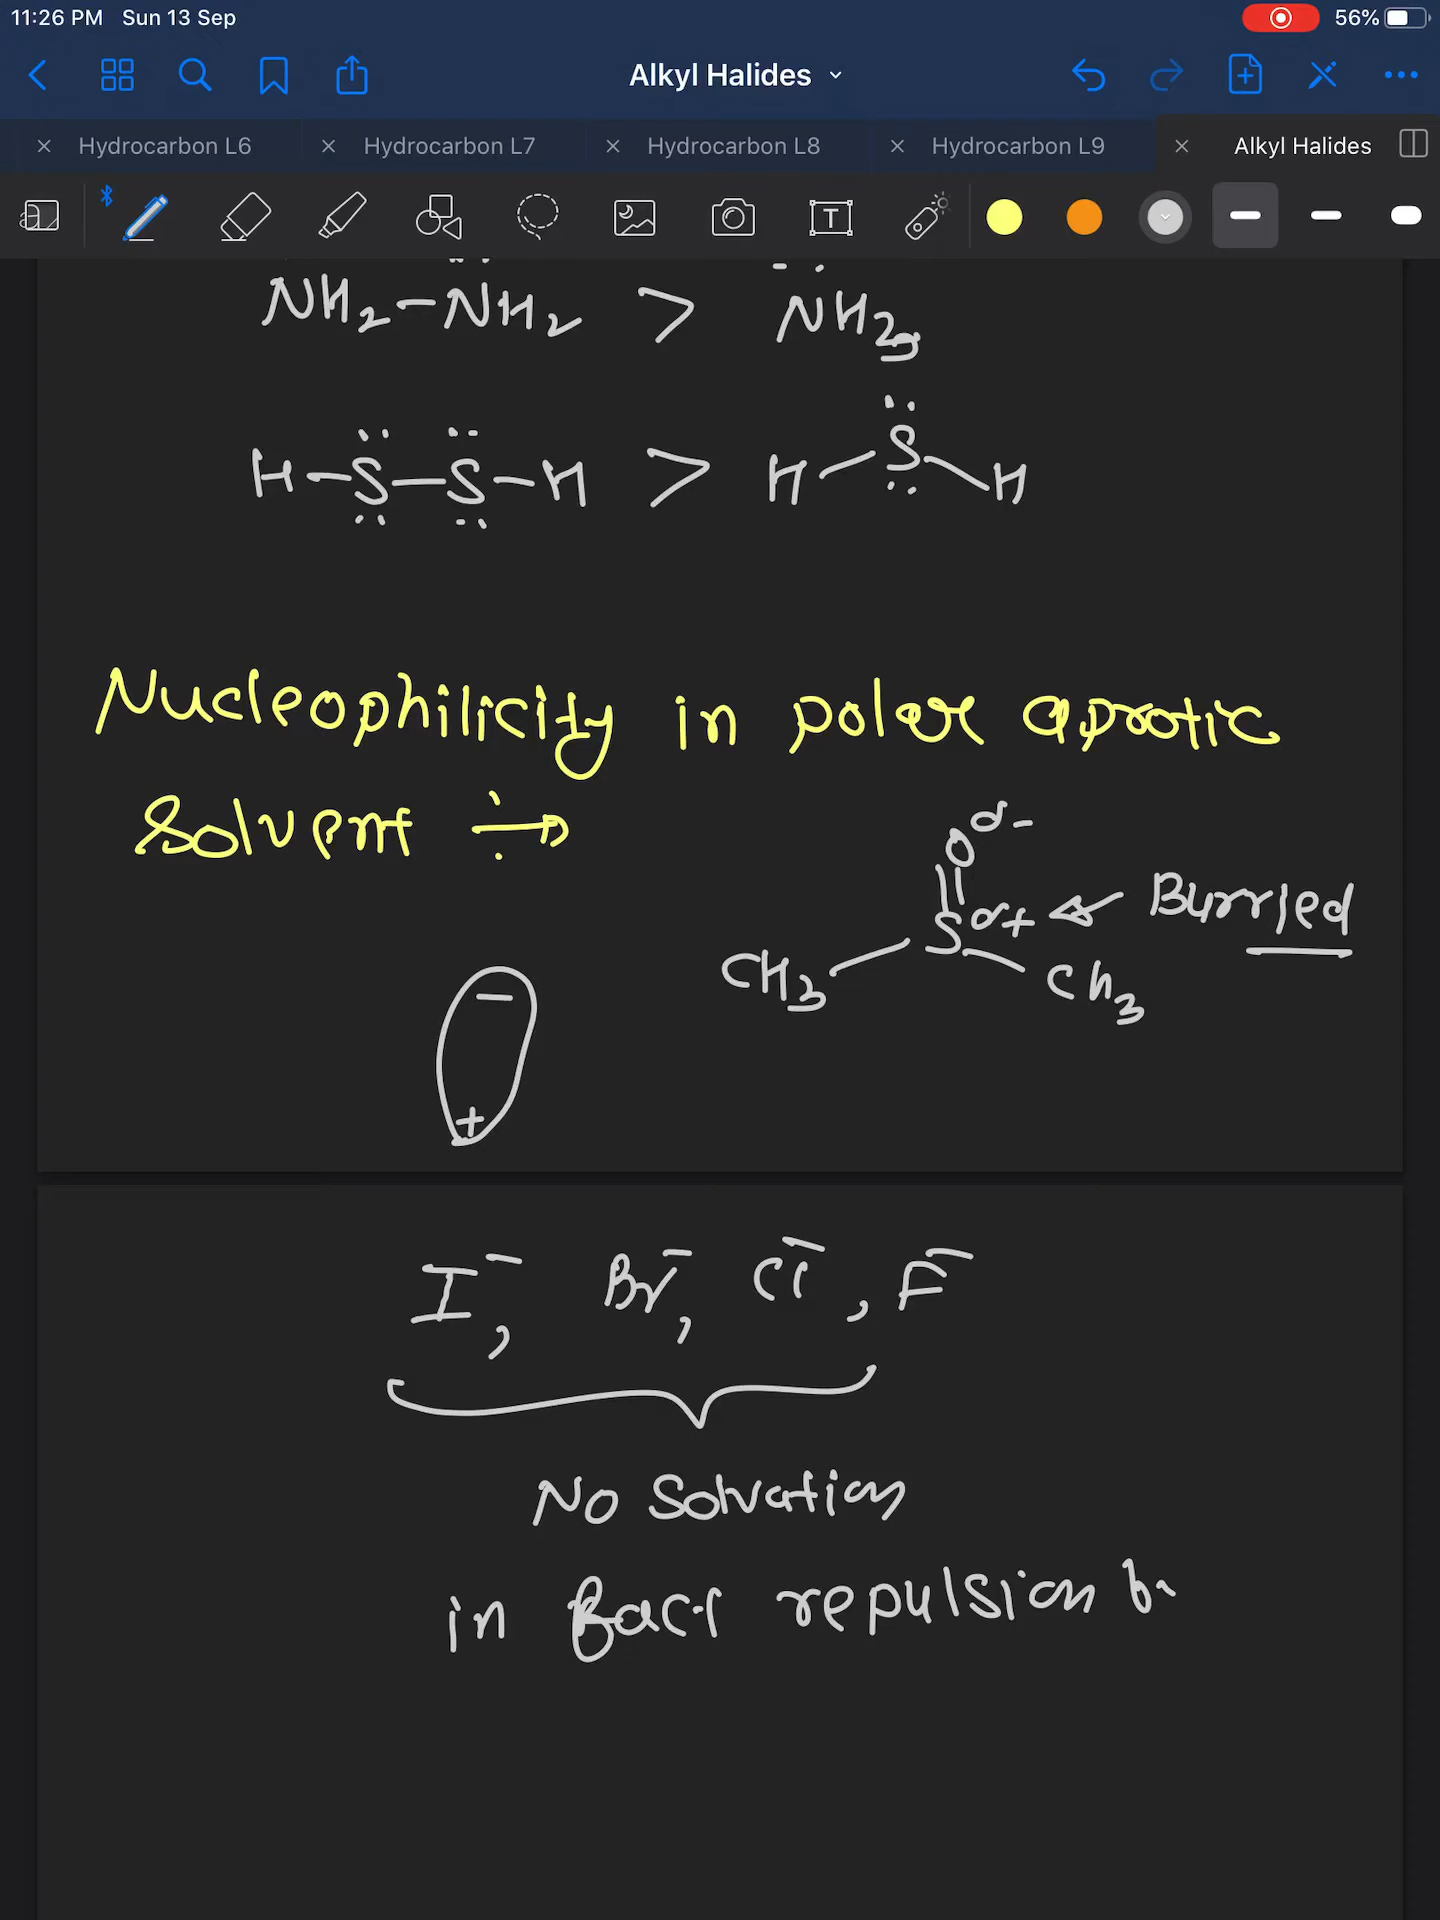 11:26 PM Sun 13 Sep 56%
Alkyl Halides
Hydrocarbon L6 Hydrocarbon L7 Hydrocarbon L8 Hydrocarbon L9 Alkyl Halides
NH2-NH2 > NH3
H-S-S-H > H-S-H
Nucleophilicity in polar aprotic
Solvent
O δ-
S δ+ Burried
CH3 CH3
-
+
I⁻, Br⁻, Cl⁻, F⁻
No Solvation
in fact repulsion